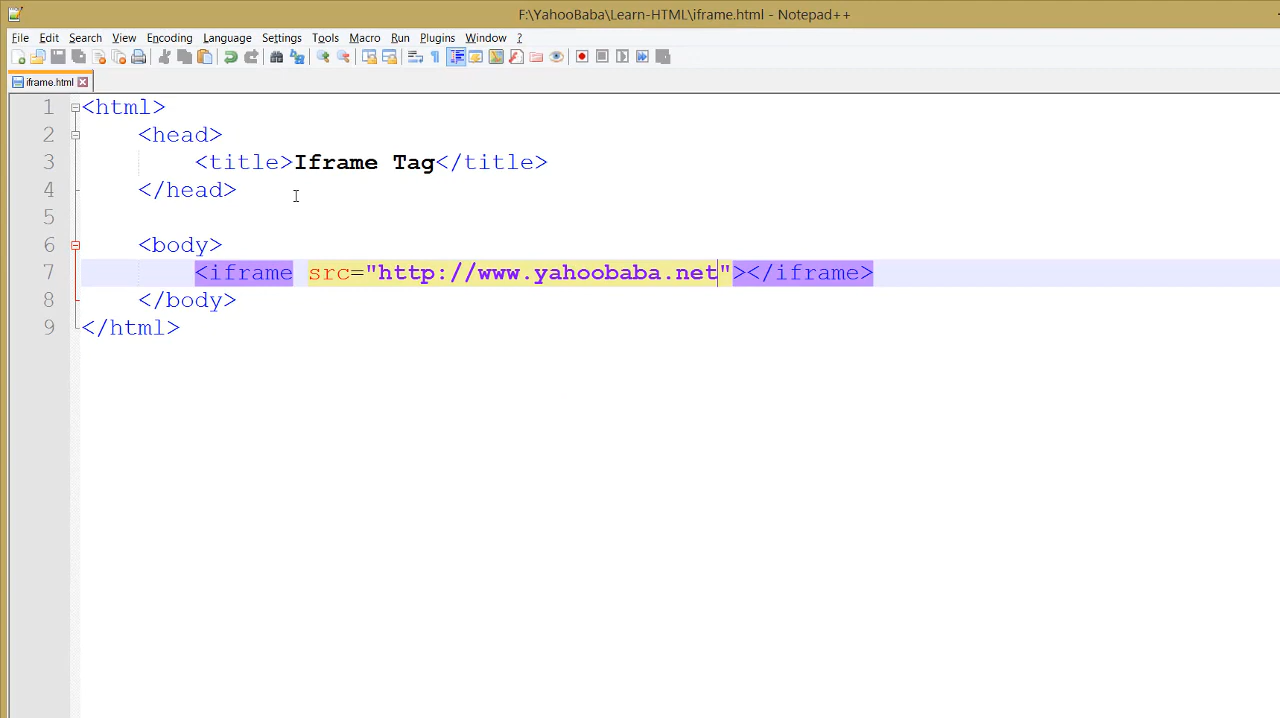 F:\YahooBaba\Learn-HTML\iframe.html - Notepad++
File Edit Search View Encoding Language Settings Tools Macro Run Plugins Window ?
iframe.html
1 <html>
2     <head>
3         <title>Iframe Tag</title>
4     </head>
5
6     <body>
7         <iframe src="http://www.yahoobaba.net"></iframe>
8     </body>
9 </html>